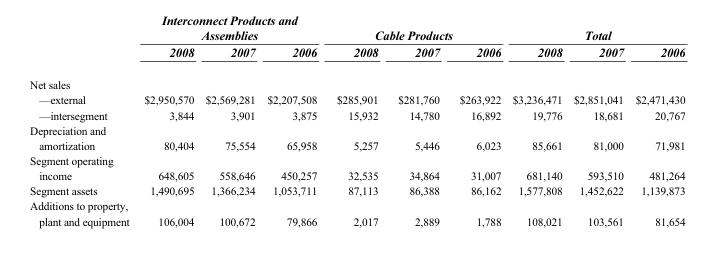 Interconnect Products and
Assemblies Cable Products Total
2008 2007 2006 2008 2007 2006 2008 2007 2006
Net sales
—external $2,950,570 $2,569,281 $2,207,508 $285,901 $281,760 $263,922 $3,236,471 $2,851,041 $2,471,430
—intersegment 3,844 3,901 3,875 15,932 14,780 16,892 19,776 18,681 20,767
Depreciation and
amortization 80,404 75,554 65,958 5,257 5,446 6,023 85,661 81,000 71,981
Segment operating
income 648,605 558,646 450,257 32,535 34,864 31,007 681,140 593,510 481,264
Segment assets 1,490,695 1,366,234 1,053,711 87,113 86,388 86,162 1,577,808 1,452,622 1,139,873
Additions to property,
plant and equipment 106,004 100,672 79,866 2,017 2,889 1,788 108,021 103,561 81,654